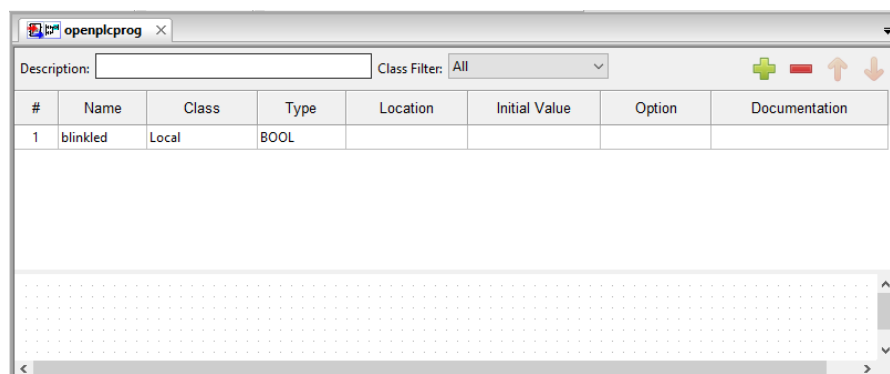 openplcprog
Description: Class Filter: All
# Name Class Type Location Initial Value Option Documentation
1 blinkled Local BOOL